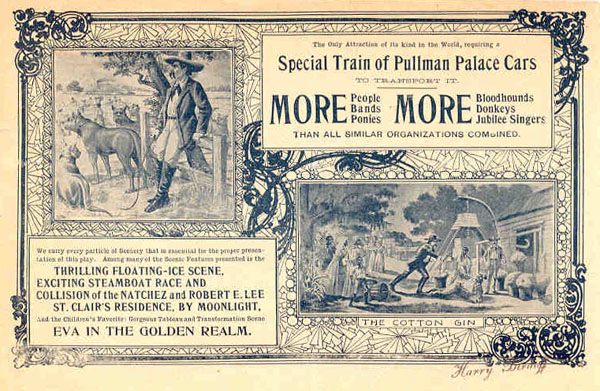 The Only Attraction of its kind in the World, requiring a
Special Train of Pullman Palace Cars
TO TRANSPORT IT.
MORE People Bands Ponies MORE Bloodhounds Donkeys Jubilee Singers
THAN ALL SIMILAR ORGANIZATIONS COMBINED.
We carry every particle of Scenery that is essential for the proper presen-
tation of this play. Among many of the Scenic Features presented is the
THRILLING FLOATING-ICE SCENE,
EXCITING STEAMBOAT RACE AND
COLLISION of the NATCHEZ and ROBERT E. LEE
ST. CLAIR'S RESIDENCE, BY MOONLIGHT,
And the Children's Favorite: Gorgeous Tableau and Transformation Scene
EVA IN THE GOLDEN REALM.
THE COTTON GIN
Harry